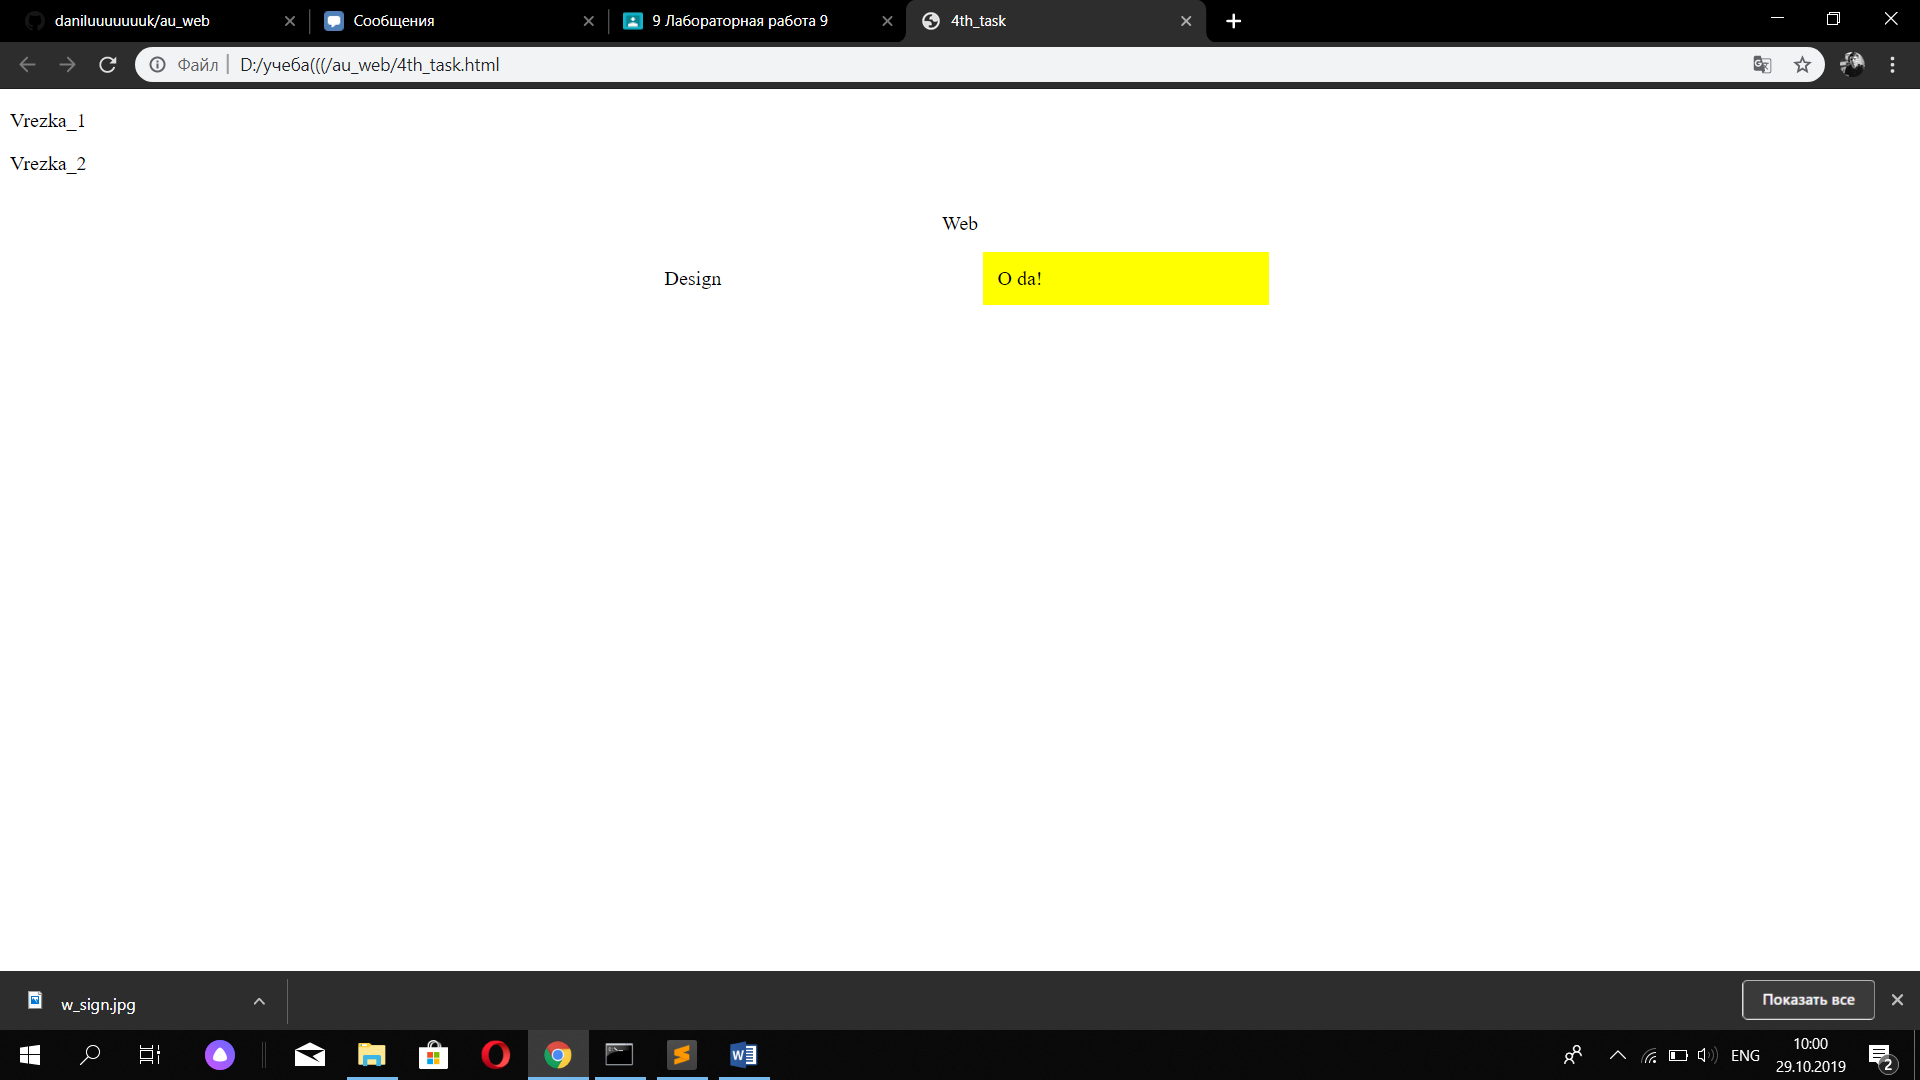 daniluuuuuuuk/au_web
Сообщения
9 Лабораторная работа 9
4th_task
Файл | D:/учеба(((/au_web/4th_task.html
Vrezka_1
Vrezka_2
Web
Design
O da!
w_sign.jpg
Показать все
ENG
10:00
29.10.2019
2